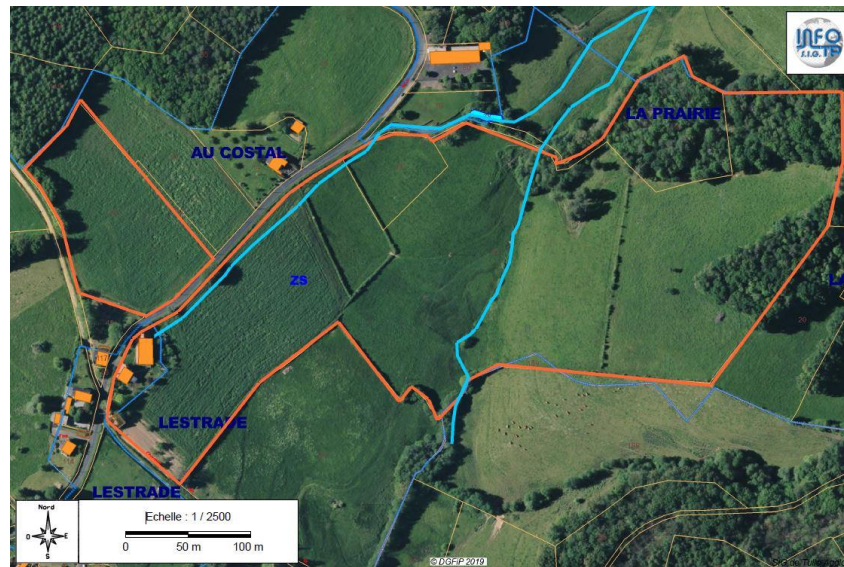 INFO
S.I.G.
LA PRAIRIE
AU COSTAL
ZS
LESTRADE
LESTRADE
Nord
O
E
S
Echelle : 1 / 2500
0
50 m
100 m
© DGFIP 2019